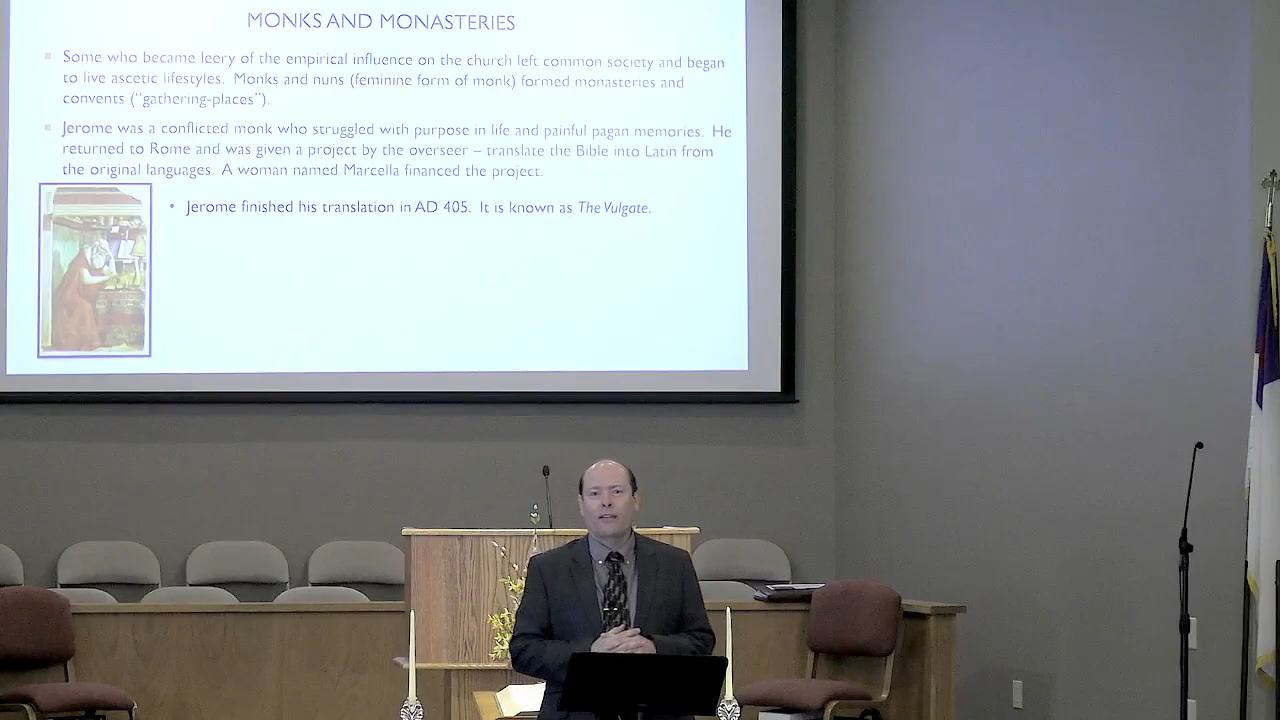 MONKS AND MONASTERIES
Some who became leery of the empirical influence on the church left common society and began
to live ascetic lifestyles. Monks and nuns (feminine form of monk) formed monasteries and
convents ("gathering-places").
Jerome was a conflicted monk who struggled with purpose in life and painful pagan memories. He
returned to Rome and was given a project by the overseer – translate the Bible into Latin from
the original languages. A woman named Marcella financed the project.
• Jerome finished his translation in AD 405. It is known as The Vulgate.